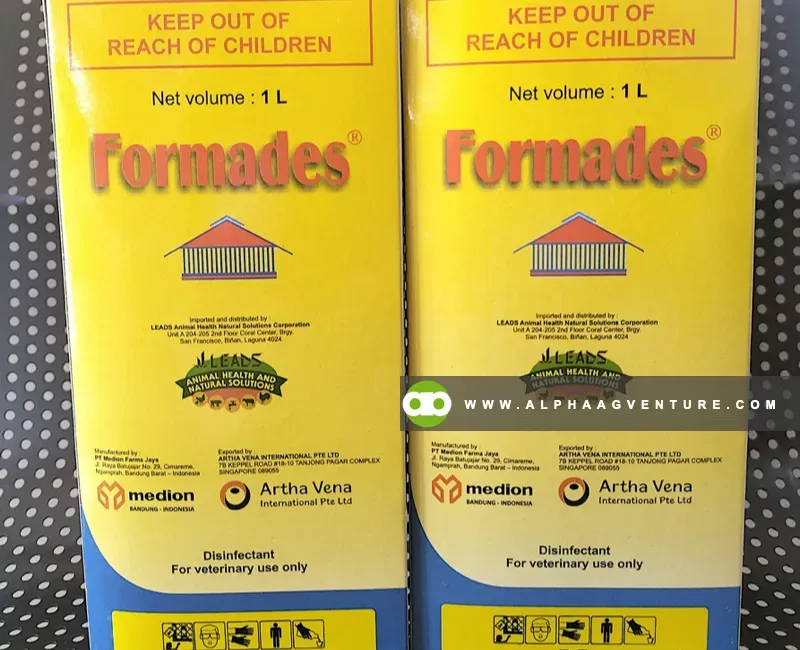 KEEP OUT OF
REACH OF CHILDREN
Net volume : 1 L
Formades®
Imported and distributed by :
LEADS Animal Health Natural Solutions Corporation
Unit A 204-205 2nd Floor Coral Center, Brgy.
San Francisco, Biñan, Laguna 4024
LEADS
ANIMAL HEALTH AND
NATURAL SOLUTIONS
Manufactured by :
PT Medion Farma Jaya
Jl. Raya Batujajar No. 29, Cimareme,
Ngamprah, Bandung Barat – Indonesia
medion
BANDUNG - INDONESIA
Exported by :
ARTHA VENA INTERNATIONAL PTE LTD
7B KEPPEL ROAD #18-10 TANJONG PAGAR COMPLEX
SINGAPORE 089055
Artha Vena
International Pte Ltd
Disinfectant
For veterinary use only
KEEP OUT OF
REACH OF CHILDREN
Net volume : 1 L
Formades®
Imported and distributed by :
LEADS Animal Health Natural Solutions Corporation
Unit A 204-205 2nd Floor Coral Center, Brgy.
San Francisco, Biñan, Laguna 4024
LEADS
ANIMAL HEALTH AND
NATURAL SOLUTIONS
WWW.ALPHAAGVENTURE.COM
Manufactured by :
PT Medion Farma Jaya
Jl. Raya Batujajar No. 29, Cimareme,
Ngamprah, Bandung Barat – Indonesia
medion
BANDUNG - INDONESIA
Exported by :
ARTHA VENA INTERNATIONAL PTE LTD
7B KEPPEL ROAD #18-10 TANJONG PAGAR COMPLEX
SINGAPORE 089055
Artha Vena
International Pte Ltd
Disinfectant
For veterinary use only